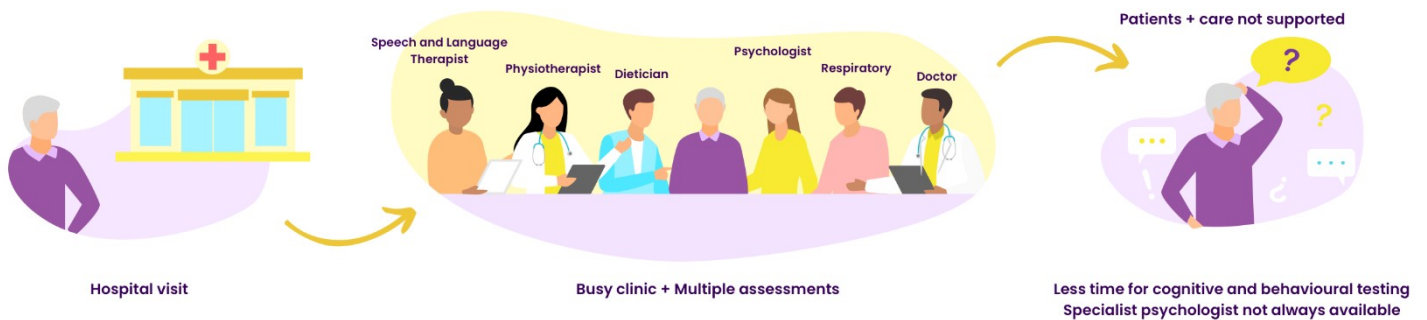 Patients + care not supported
Speech and Language
Therapist
Physiotherapist
Dietician
Psychologist
Respiratory
Doctor
?
?
Hospital visit
Busy clinic + Multiple assessments
Less time for cognitive and behavioural testing
Specialist psychologist not always available